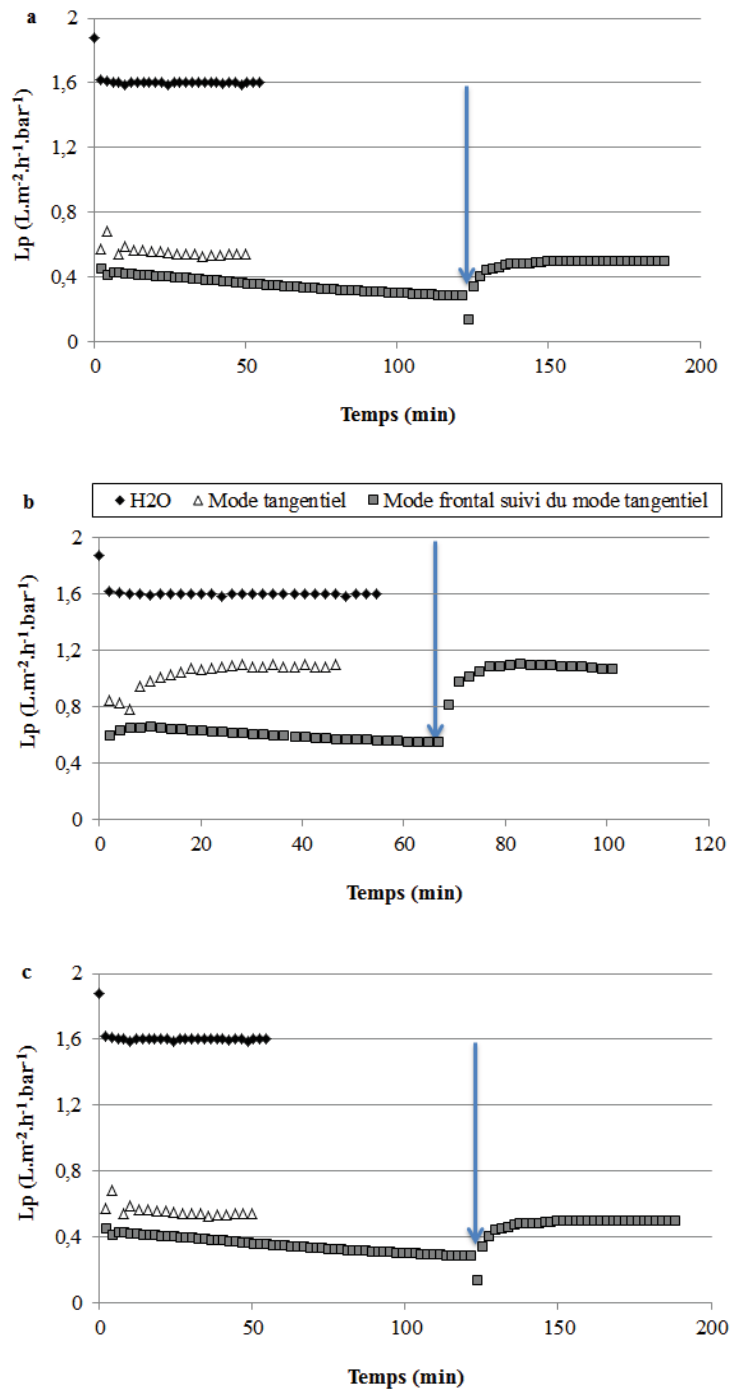 a
2
1,6
1,2
0,8
0,4
0
Lp (L.m⁻².h⁻¹.bar⁻¹)
0 50 100 150 200
Temps (min)
b
H2O Mode tangentiel Mode frontal suivi du mode tangentiel
2
1,6
1,2
0,8
0,4
0
Lp (L.m⁻².h⁻¹.bar⁻¹)
0 20 40 60 80 100 120
Temps (min)
c
2
1,6
1,2
0,8
0,4
0
Lp (L.m⁻².h⁻¹.bar⁻¹)
0 50 100 150 200
Temps (min)